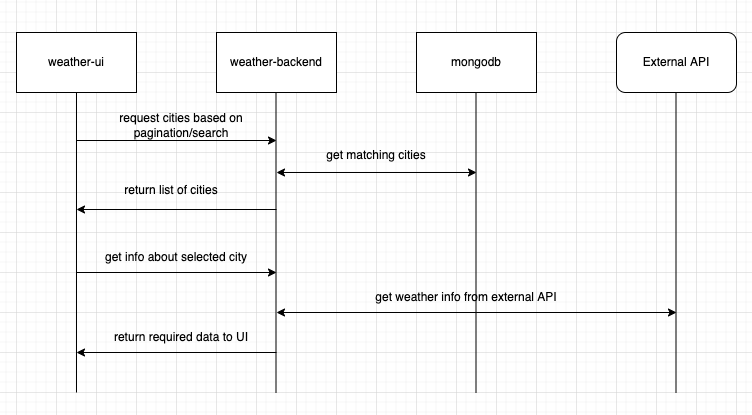 weather-ui
weather-backend
mongodb
External API
request cities based on
pagination/search
get matching cities
return list of cities
get info about selected city
get weather info from external API
return required data to UI